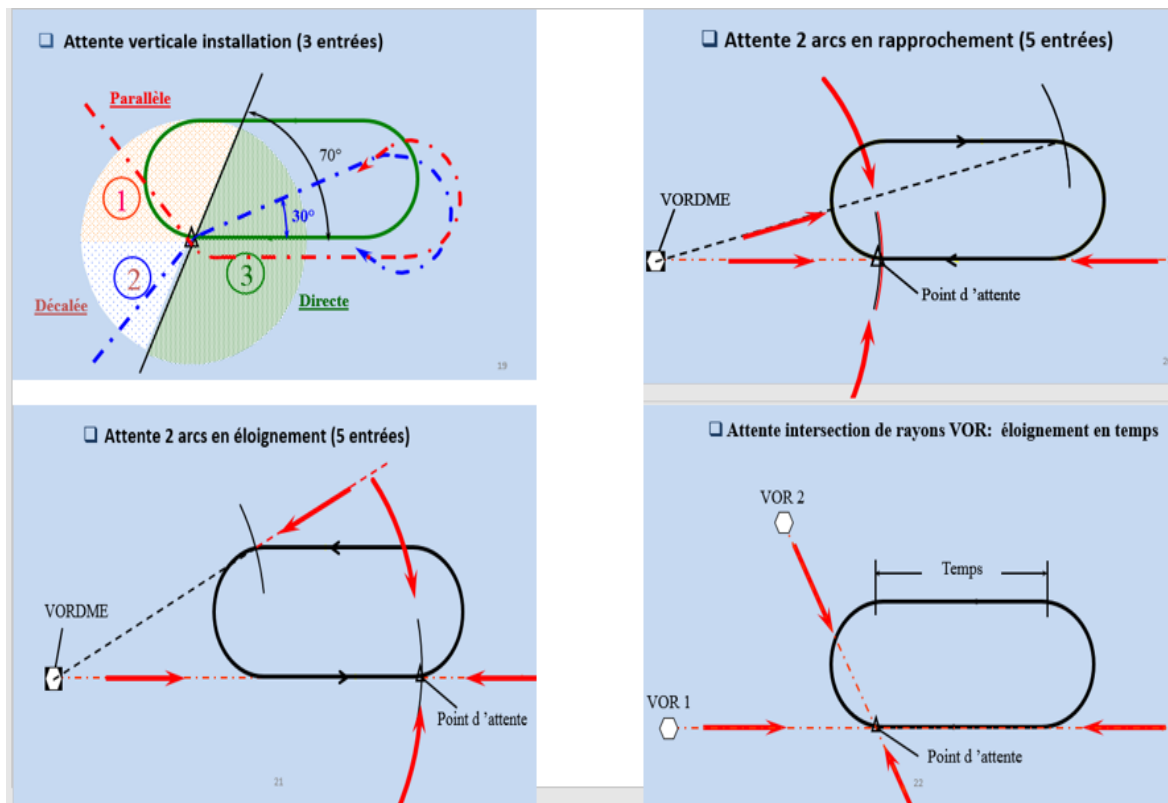 ❑ Attente verticale installation (3 entrées)
Parallèle
70°
1
30°
2
3
Décalée
Directe
19
❑ Attente 2 arcs en rapprochement (5 entrées)
VORDME
Point d ’attente
2
❑ Attente 2 arcs en éloignement (5 entrées)
VORDME
Point d ’attente
21
❑ Attente intersection de rayons VOR: éloignement en temps
VOR 2
Temps
VOR 1
Point d ’attente
22